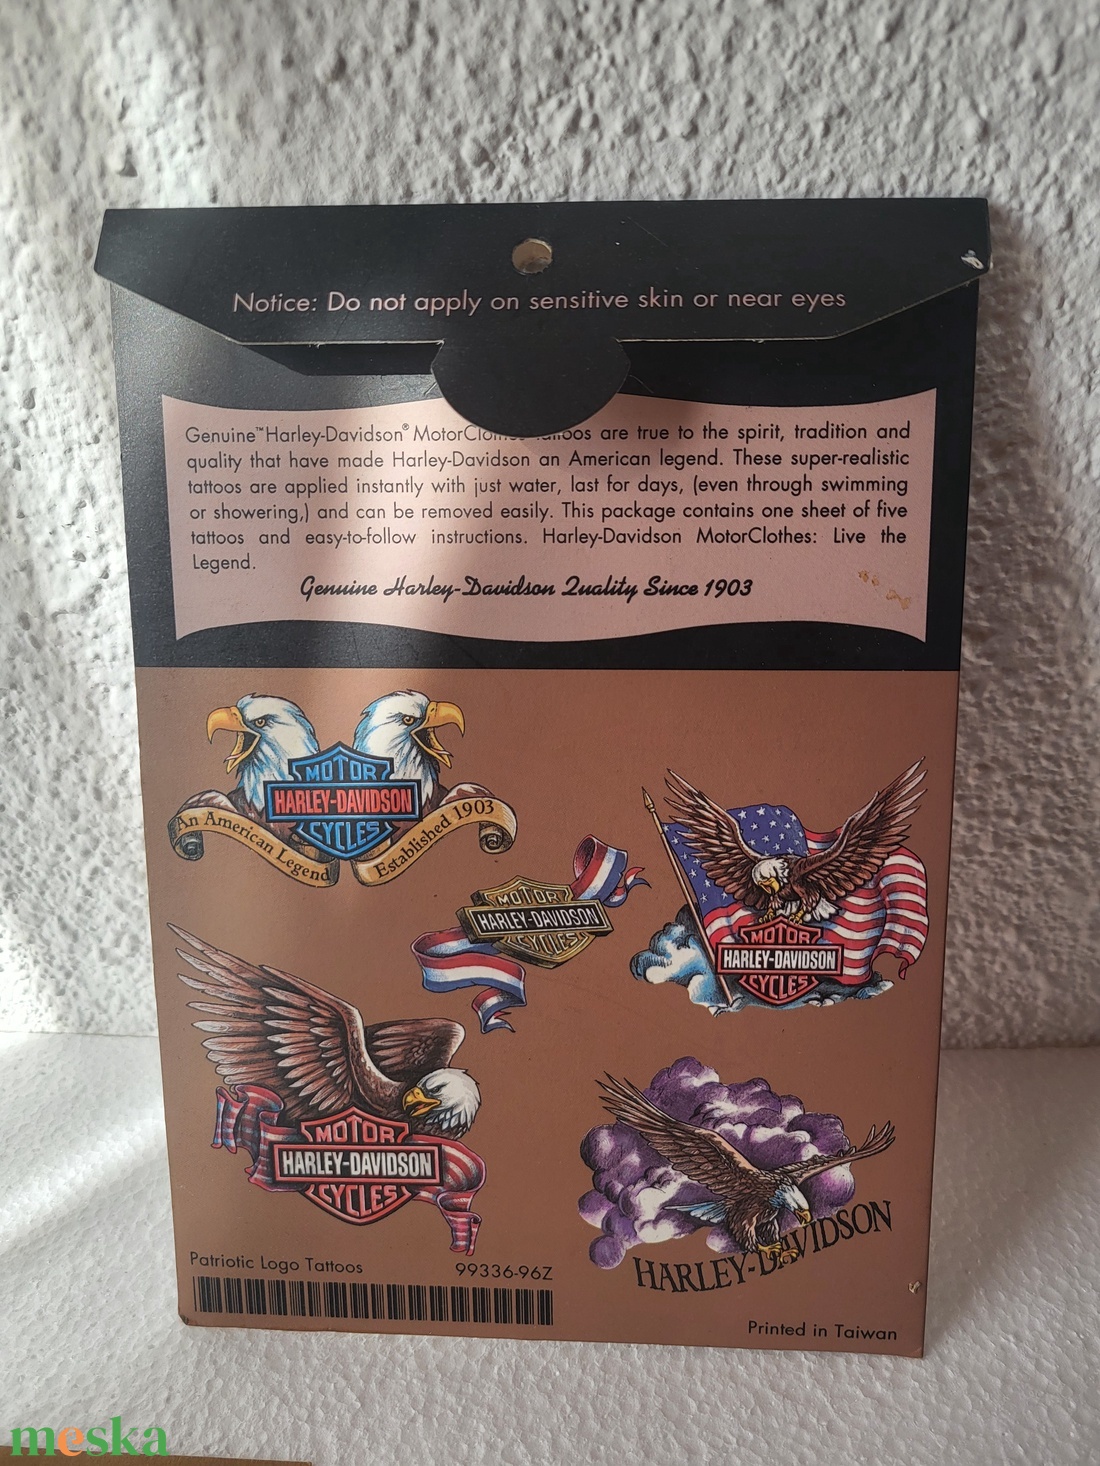 Notice: Do not apply on sensitive skin or near eyes
Genuine™ Harley-Davidson® MotorClothes tattoos are true to the spirit, tradition and
quality that have made Harley-Davidson an American legend. These super-realistic
tattoos are applied instantly with just water, last for days, (even through swimming
or showering,) and can be removed easily. This package contains one sheet of five
tattoos and easy-to-follow instructions. Harley-Davidson MotorClothes: Live the
Legend.
Genuine Harley-Davidson Quality Since 1903
MOTOR
HARLEY-DAVIDSON
CYCLES
An American Legend
Established 1903
MOTOR
HARLEY-DAVIDSON
CYCLES
MOTOR
HARLEY-DAVIDSON
CYCLES
MOTOR
HARLEY-DAVIDSON
CYCLES
HARLEY-DAVIDSON
Patriotic Logo Tattoos
99336-96Z
Printed in Taiwan
meska